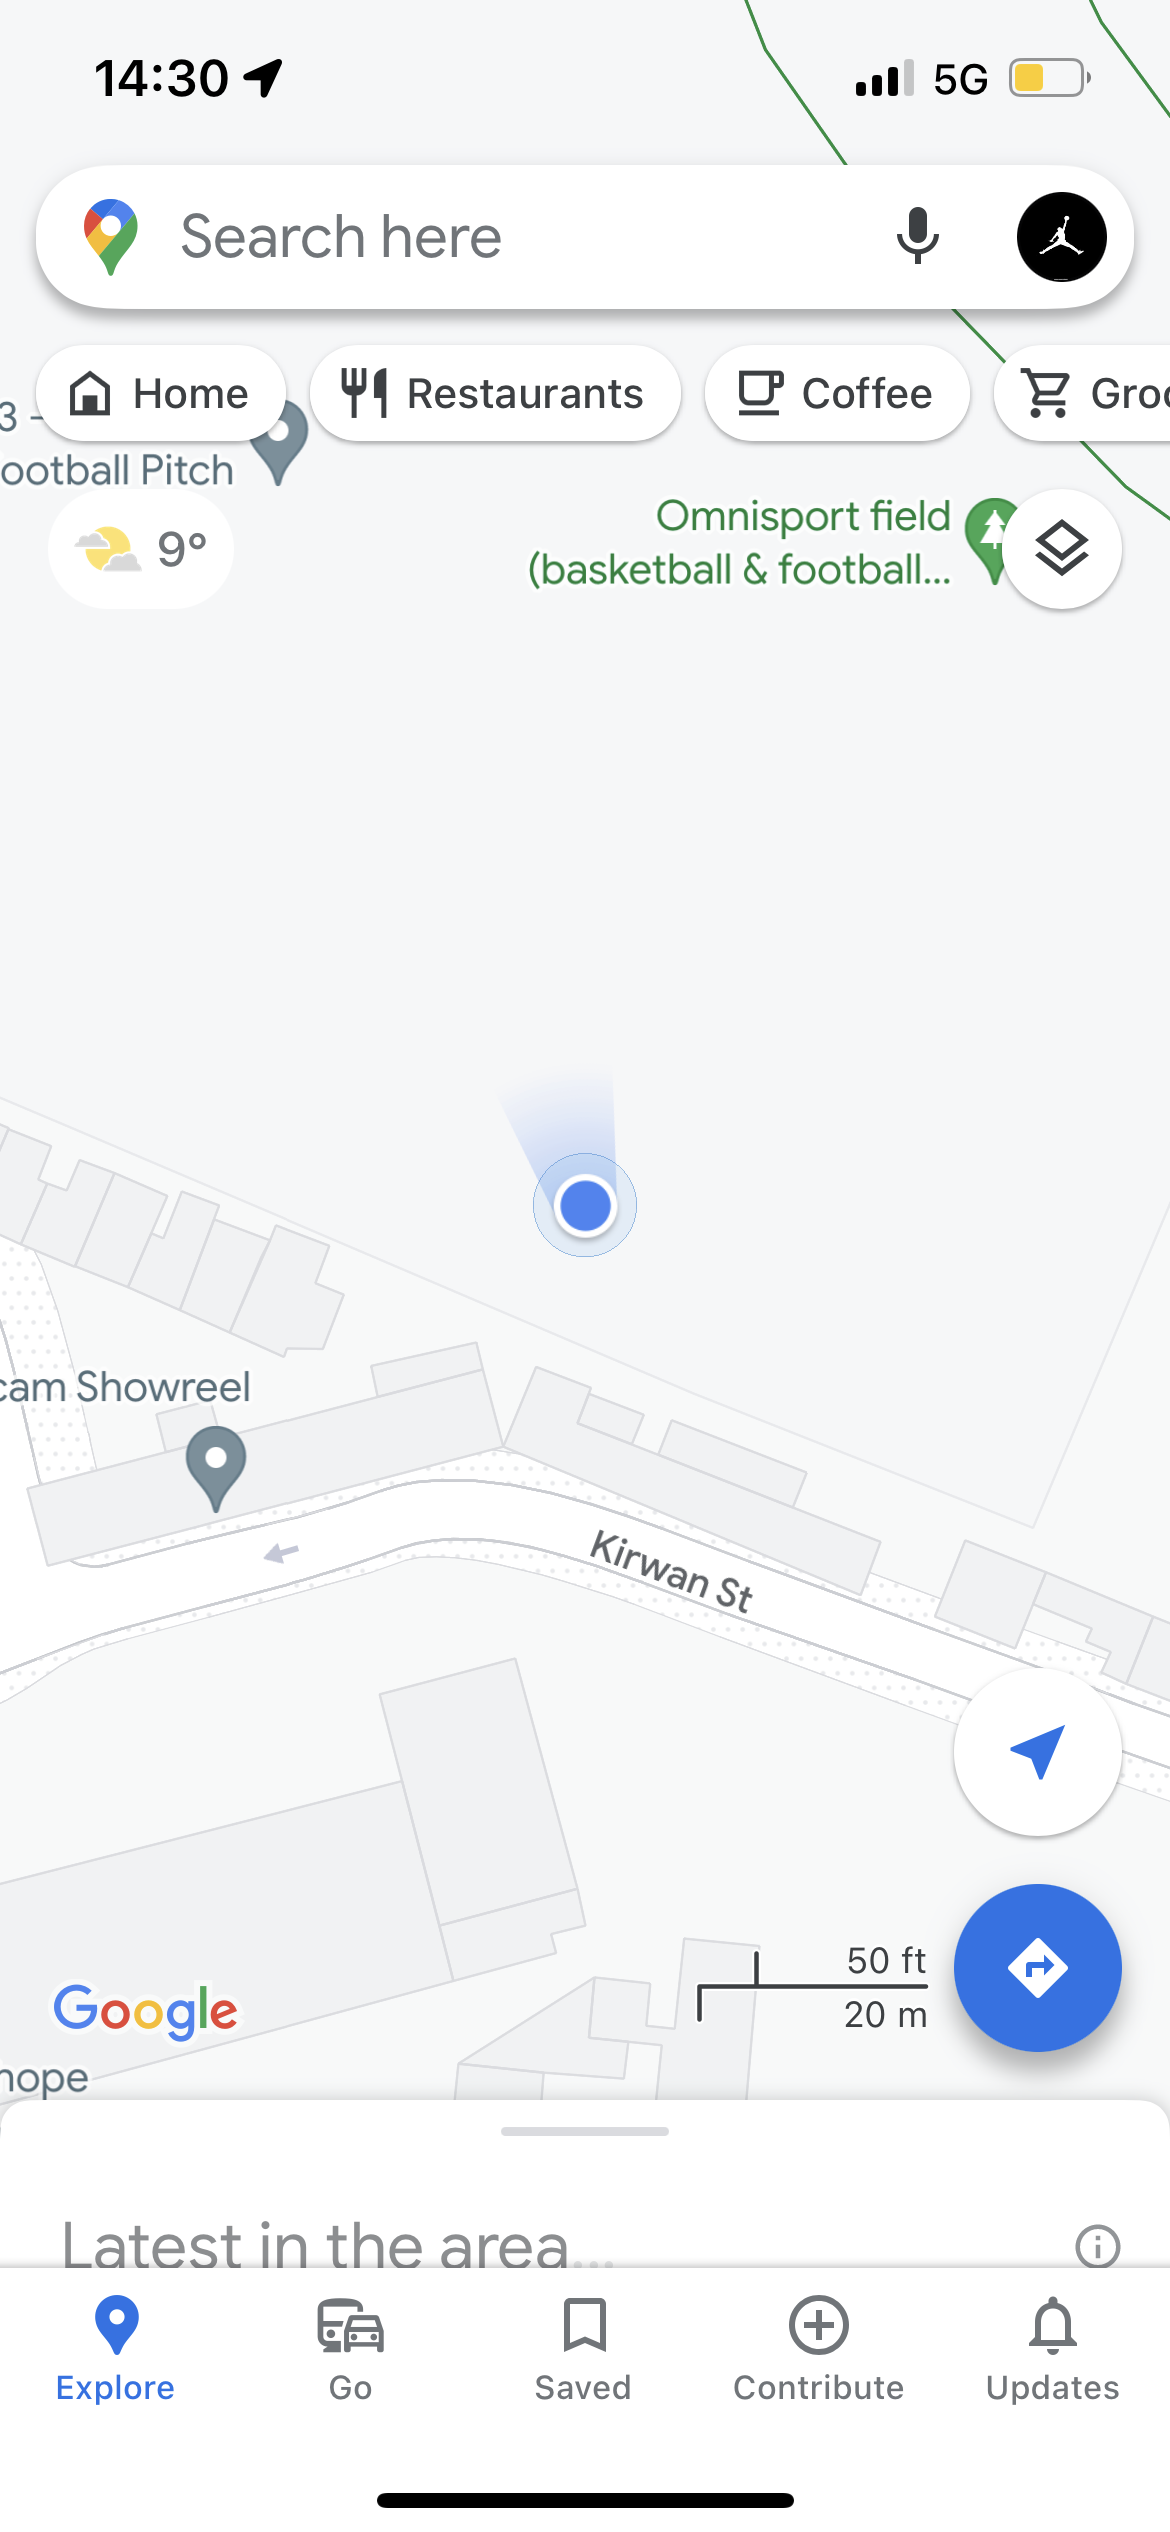 14:30
5G
Search here
Home
Restaurants
Coffee
Groc
3 -
ootball Pitch
9°
Omnisport field
(basketball & football...
cam Showreel
Kirwan St
50 ft
20 m
Google
hope
Latest in the area...
Explore
Go
Saved
Contribute
Updates